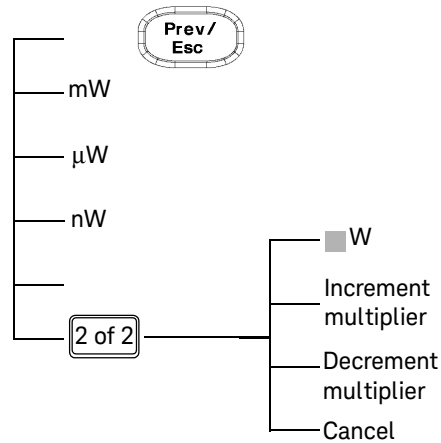 Prev/
Esc
mW
μW
nW
2 of 2
W
Increment
multiplier
Decrement
multiplier
Cancel